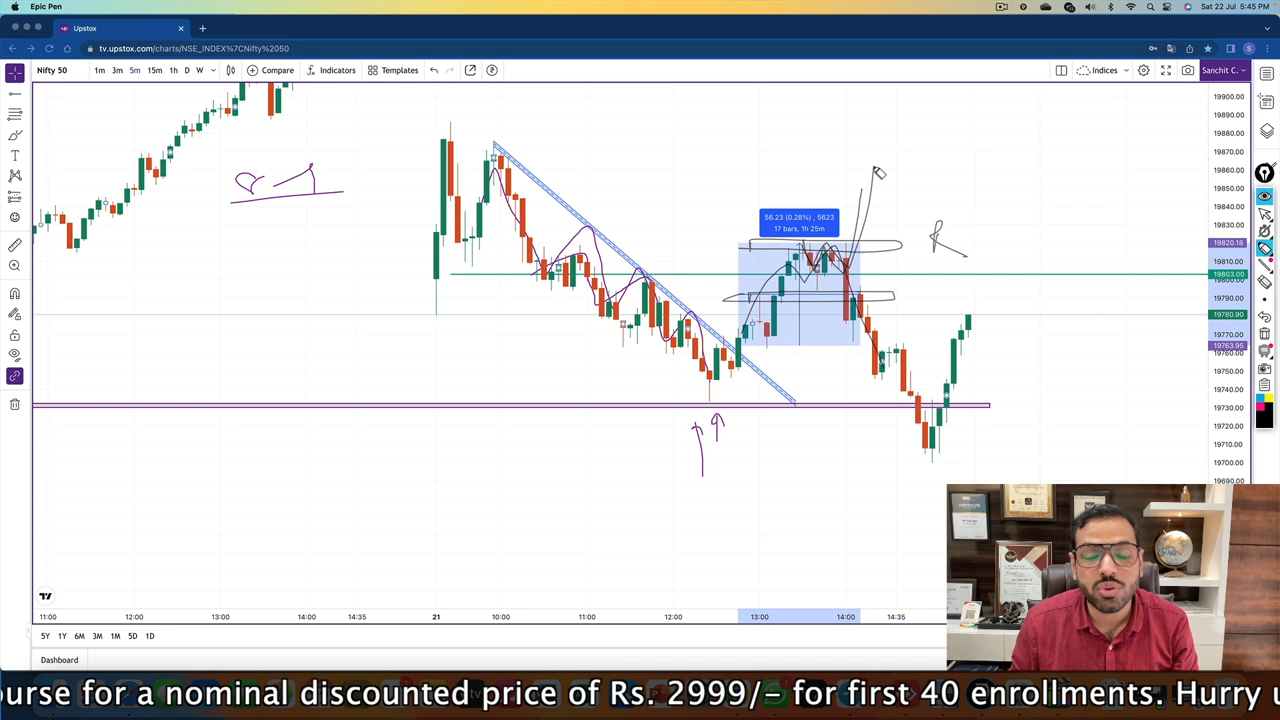 Epic Pen
Sat 22 Jul 5:45 PM
Upstox
tv.upstox.com/charts/NSE_INDEX%7CNifty%2050
Nifty 50 1m 3m 5m 15m 1h D W Compare Indicators Templates Indices Sanchit C.
19900.00
19890.00
19880.00
19870.00
19860.00
19850.00
19840.00
19830.00
19820.18
19810.00
19803.00
19800.00
19790.00
19780.90
19770.00
19763.95
19760.00
19750.00
19740.00
19730.00
19720.00
19710.00
19700.00
19690.00
56.23 (0.28%) , 5623
17 bars, 1h 25m
R
11:00 12:00 13:00 14:00 14:35 21 10:00 11:00 12:00 13:00 14:00 14:35
5Y 1Y 6M 3M 1M 5D 1D
Dashboard
ourse for a nominal discounted price of Rs. 2999/- for first 40 enrollments. Hurry u